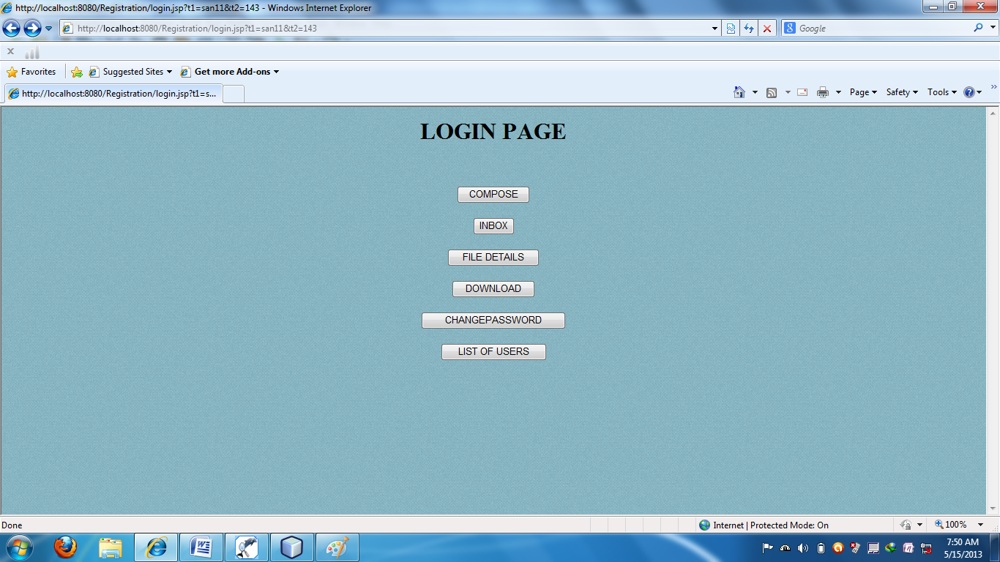 http://localhost:8080/Registration/login.jsp?t1=san11&t2=143 - Windows Internet Explorer
http://localhost:8080/Registration/login.jsp?t1=san11&t2=143
Google
Favorites Suggested Sites Get more Add-ons
http://localhost:8080/Registration/login.jsp?t1=s... Page Safety Tools
LOGIN PAGE
COMPOSE
INBOX
FILE DETAILS
DOWNLOAD
CHANGEPASSWORD
LIST OF USERS
Done Internet | Protected Mode: On 100%
7:50 AM
5/15/2013